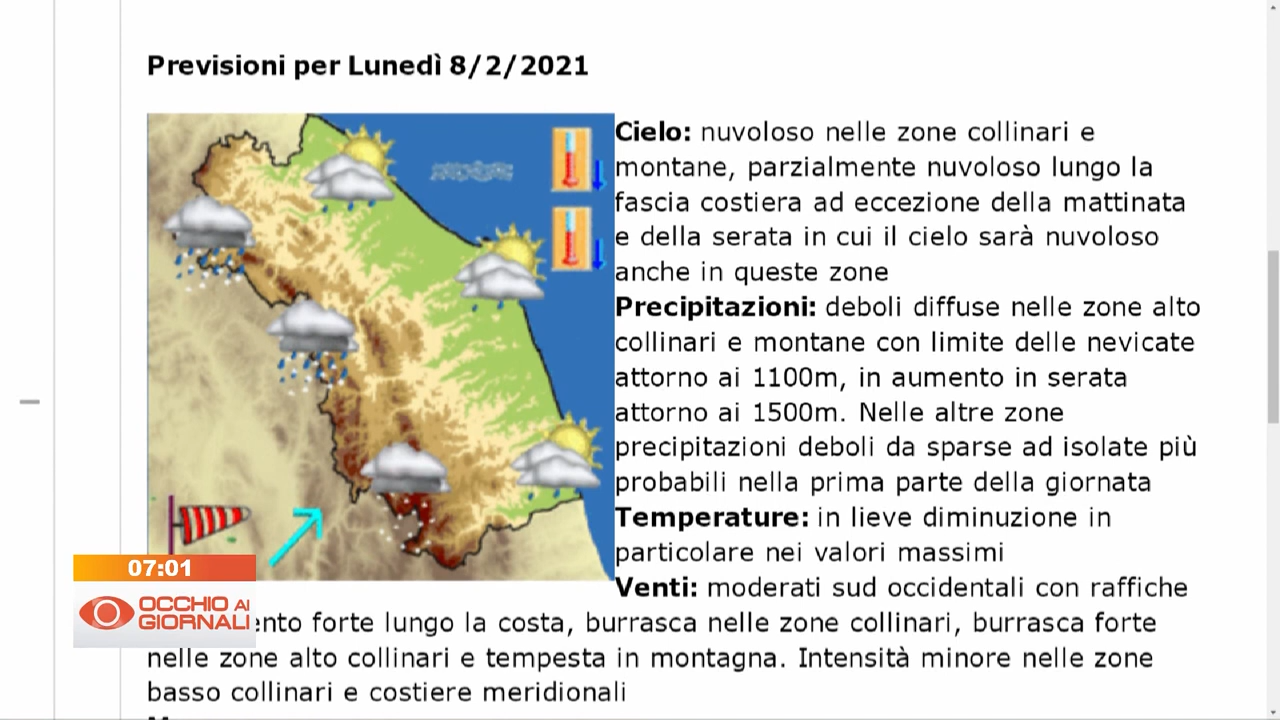 Previsioni per Lunedì 8/2/2021
Cielo: nuvoloso nelle zone collinari e
montane, parzialmente nuvoloso lungo la
fascia costiera ad eccezione della mattinata
e della serata in cui il cielo sarà nuvoloso
anche in queste zone
Precipitazioni: deboli diffuse nelle zone alto
collinari e montane con limite delle nevicate
attorno ai 1100m, in aumento in serata
attorno ai 1500m. Nelle altre zone
precipitazioni deboli da sparse ad isolate più
probabili nella prima parte della giornata
Temperature: in lieve diminuzione in
particolare nei valori massimi
Venti: moderati sud occidentali con raffiche
ento forte lungo la costa, burrasca nelle zone collinari, burrasca forte
nelle zone alto collinari e tempesta in montagna. Intensità minore nelle zone
basso collinari e costiere meridionali
07:01
OCCHIO AI
GIORNALI